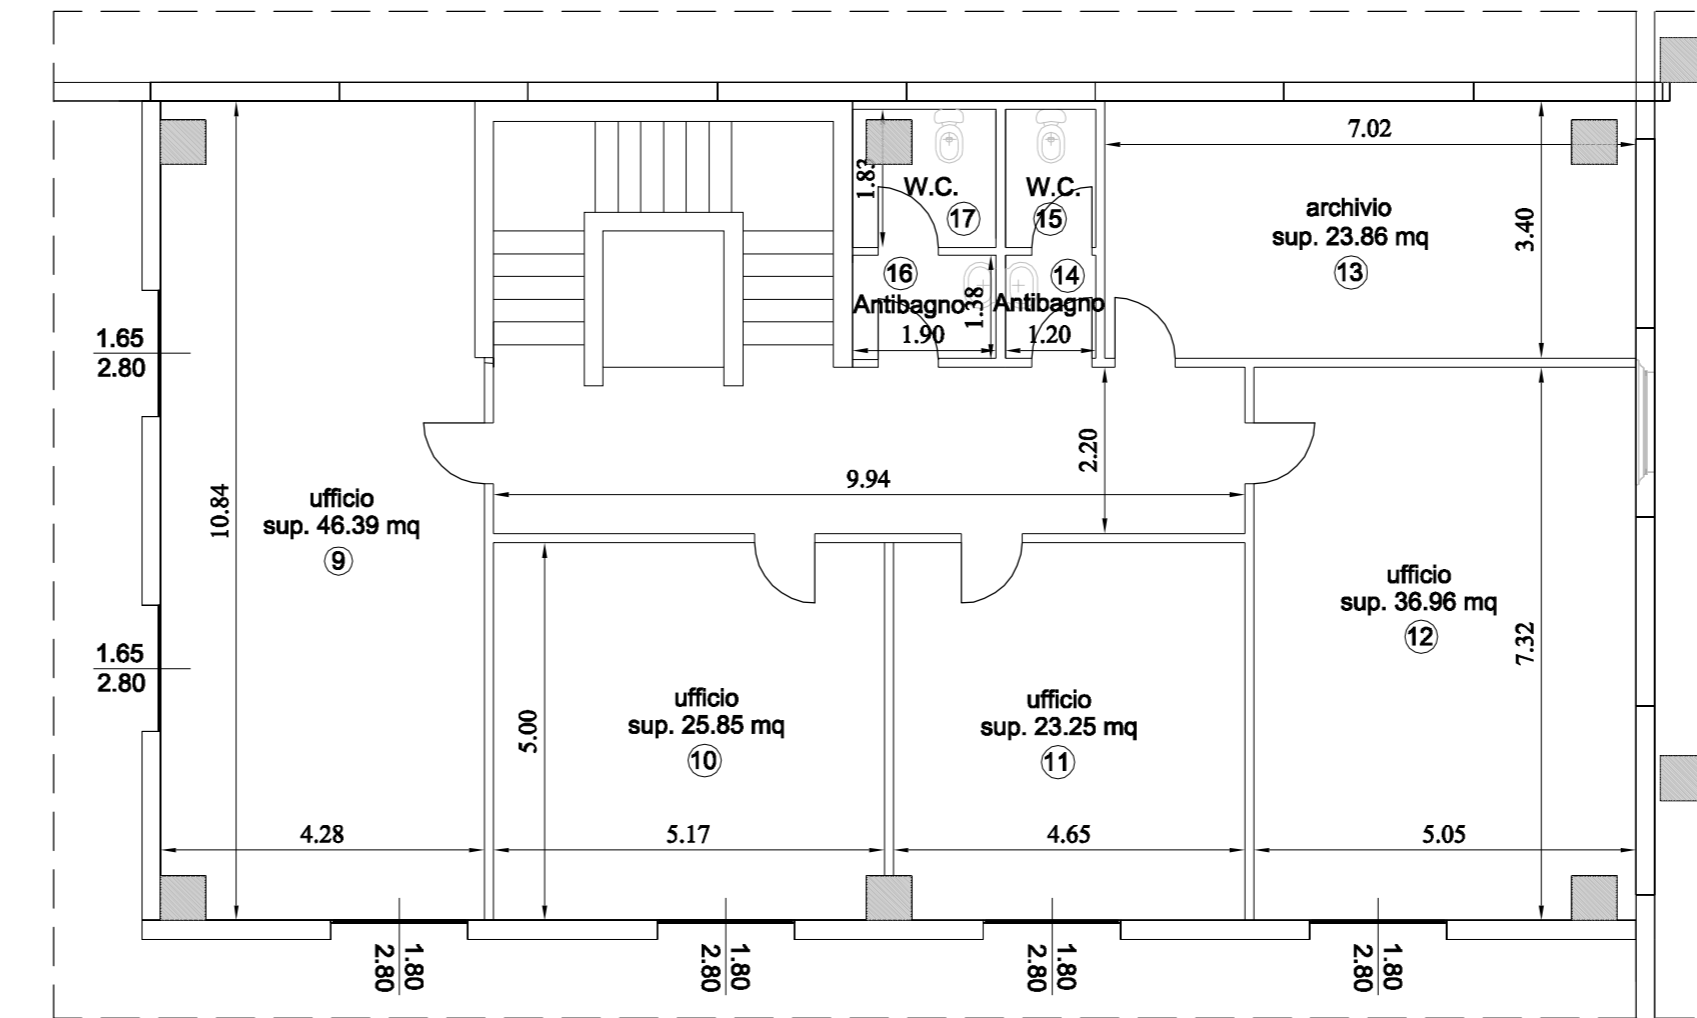 7.02
1.83
W.C.
17
W.C.
15
archivio
sup. 23.86 mq
13
3.40
16
Antibagno
1.90
1.38
14
Antibagno
1.20
1.65
2.80
2.20
9.94
10.84
ufficio
sup. 46.39 mq
9
ufficio
sup. 36.96 mq
12
7.32
1.65
2.80
5.00
ufficio
sup. 25.85 mq
10
ufficio
sup. 23.25 mq
11
4.28
5.17
4.65
5.05
1.80
2.80
1.80
2.80
1.80
2.80
1.80
2.80